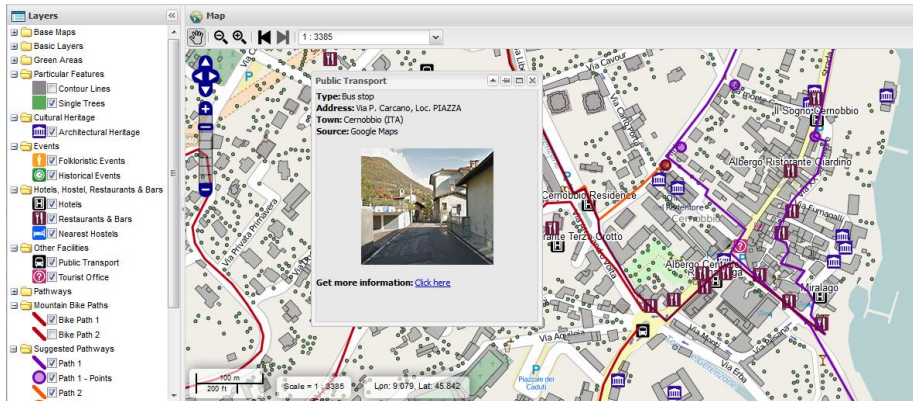 Layers
Base Maps
Basic Layers
Green Areas
Particular Features
Contour Lines
Single Trees
Cultural Heritage
Architectural Heritage
Events
Folkloristic Events
Historical Events
Hotels, Hostel, Restaurants & Bars
Hotels
Restaurants & Bars
Nearest Hostels
Other Facilities
Public Transport
Tourist Office
Pathways
Mountain Bike Paths
Bike Path 1
Bike Path 2
Suggested Pathways
Path 1
Path 1 - Points
Path 2
Map
1 : 3385
Public Transport
Type: Bus stop
Address: Via P. Carcano, Loc. PIAZZA
Town: Cernobbio (ITA)
Source: Google Maps
Get more information: Click here
Via Cavour
Il Sogno Cernobbio
Albergo Ristorante Giardino
Cernobbio Residence
Cernobbio
Via Fumagalli
Via Privata Primavera
Miralago
Via Erba
Piazzale dei
Caduti
100 m
200 ft
Scale = 1 : 3385
Lon: 9.079, Lat: 45.842